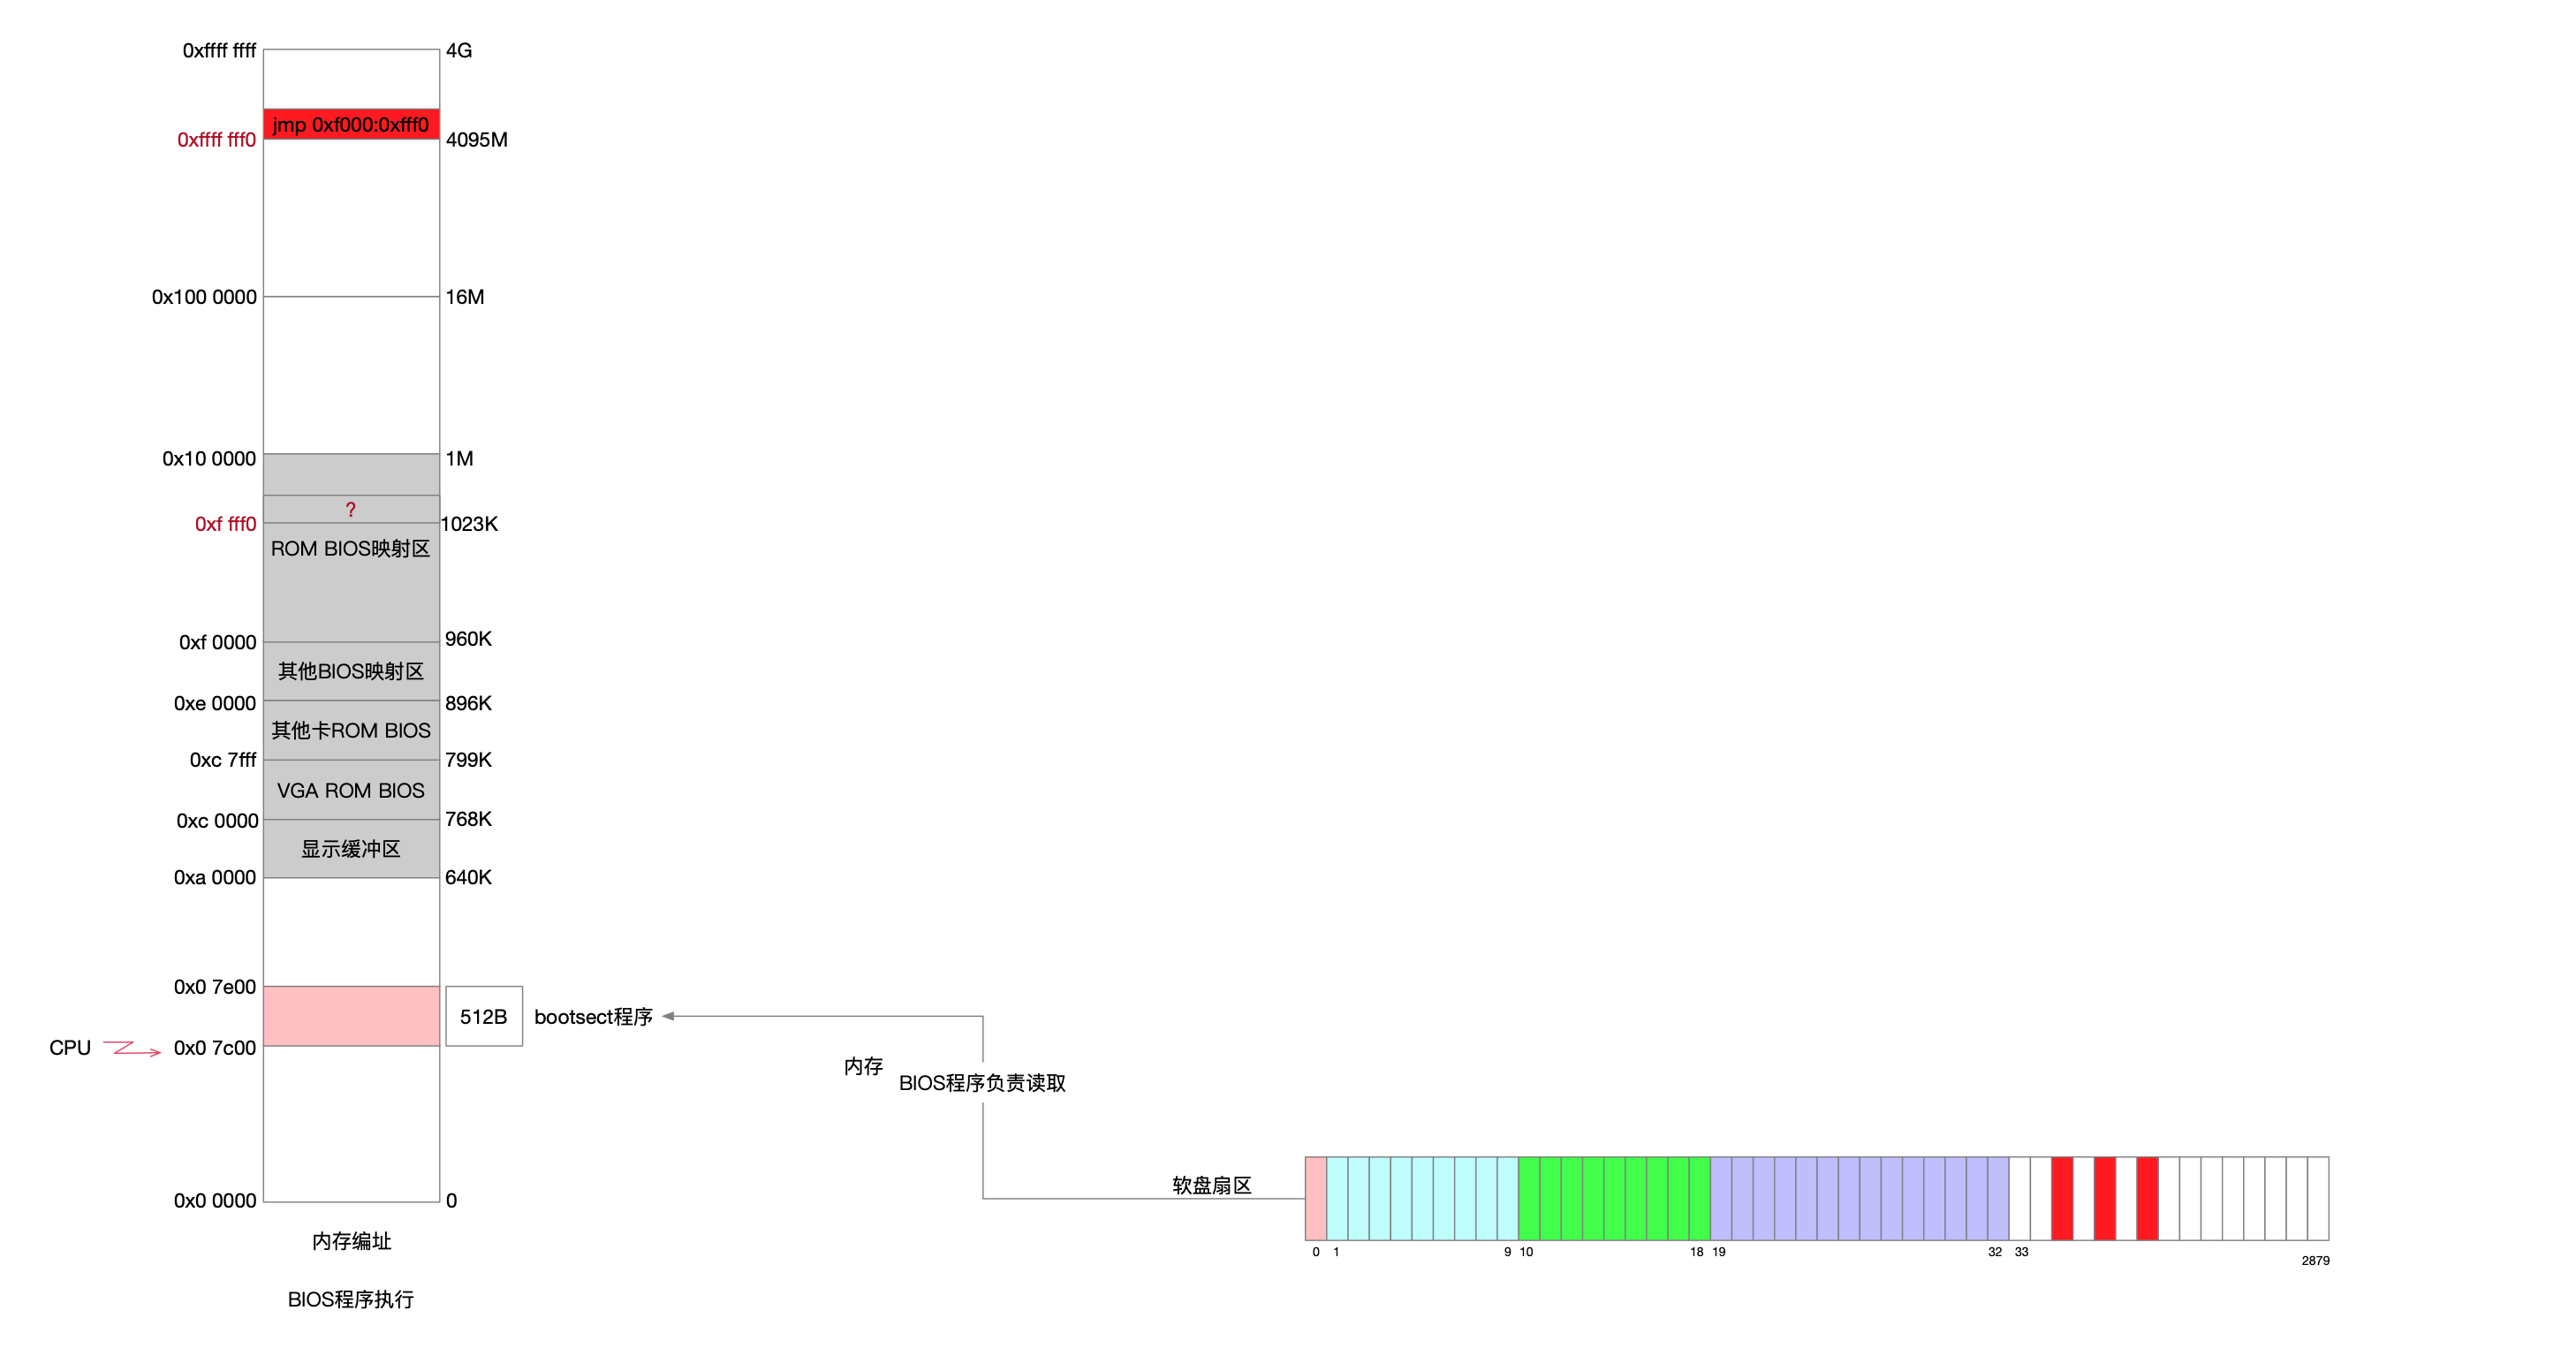 0xffff ffff
4G
jmp 0xf000:0xfff0
0xffff fff0
4095M
0x100 0000
16M
0x10 0000
1M
?
0xf fff0
1023K
ROM BIOS映射区
0xf 0000
960K
其他BIOS映射区
0xe 0000
896K
其他卡ROM BIOS
0xc 7fff
799K
VGA ROM BIOS
0xc 0000
768K
显示缓冲区
0xa 0000
640K
0x0 7e00
512B
bootsect程序
CPU
0x0 7c00
内存
BIOS程序负责读取
软盘扇区
0x0 0000
0
内存编址
BIOS程序执行
0
1
9
10
18
19
32
33
2879